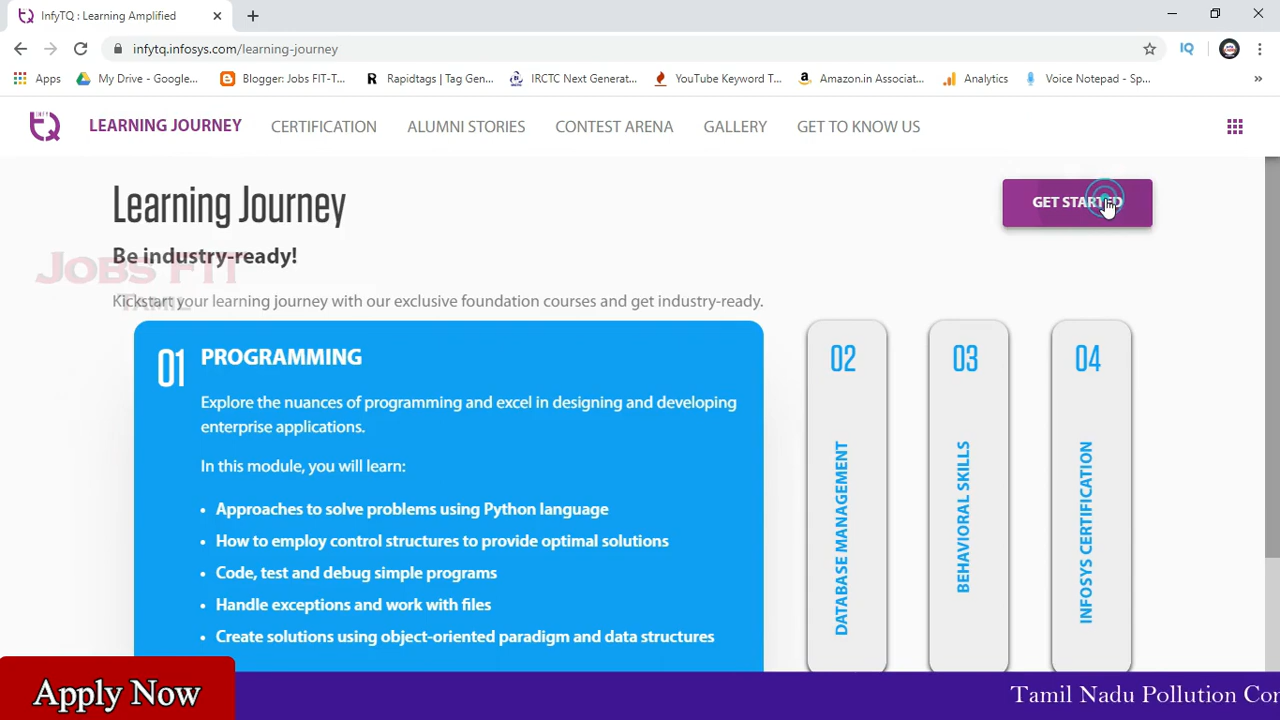 InfyTQ : Learning Amplified
infytq.infosys.com/learning-journey
IQ
Apps My Drive - Google... Blogger: Jobs FIT-T... Rapidtags | Tag Gen... IRCTC Next Generat... YouTube Keyword T... Amazon.in Associat... Analytics Voice Notepad - Sp... »
LEARNING JOURNEY CERTIFICATION ALUMNI STORIES CONTEST ARENA GALLERY GET TO KNOW US
Learning Journey
GET STARTED
Be industry-ready!
JOBS FIT
TAMIL
Kickstart your learning journey with our exclusive foundation courses and get industry-ready.
01 PROGRAMMING
Explore the nuances of programming and excel in designing and developing
enterprise applications.
In this module, you will learn:
• Approaches to solve problems using Python language
• How to employ control structures to provide optimal solutions
• Code, test and debug simple programs
• Handle exceptions and work with files
• Create solutions using object-oriented paradigm and data structures
02
DATABASE MANAGEMENT
03
BEHAVIORAL SKILLS
04
INFOSYS CERTIFICATION
Apply Now
Tamil Nadu Pollution Con